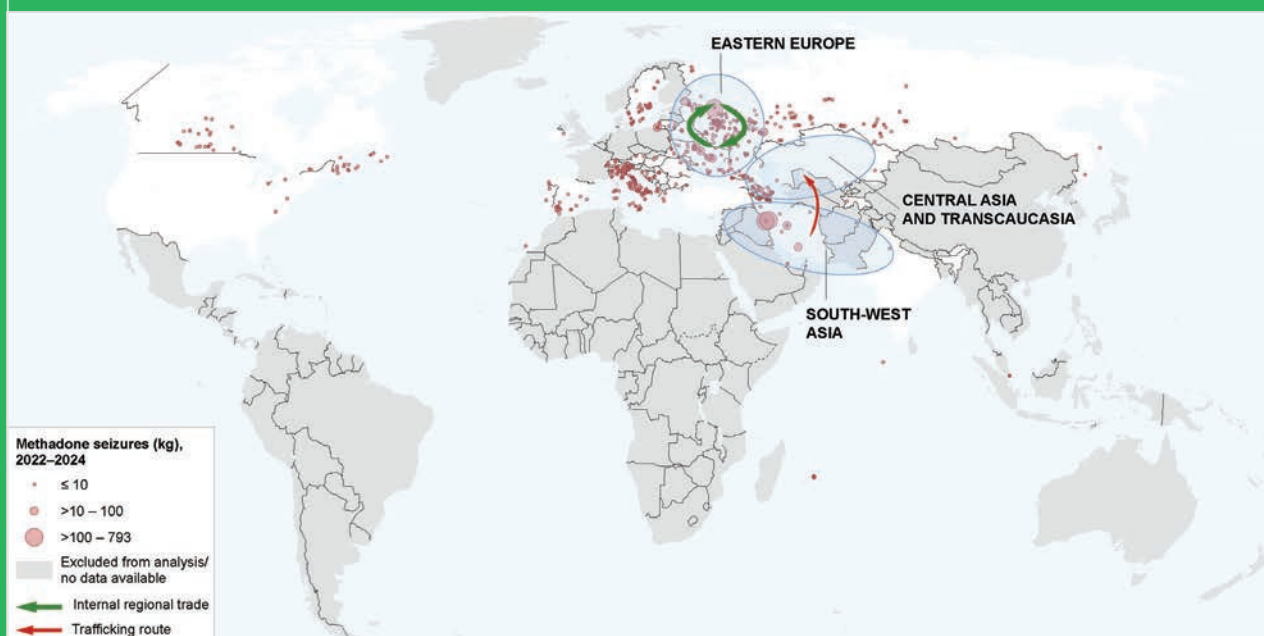 EASTERN EUROPE
CENTRAL ASIA
AND TRANSCAUCASIA
SOUTH-WEST
ASIA
Methadone seizures (kg),
2022–2024
≤ 10
>10 – 100
>100 – 793
Excluded from analysis/
no data available
Internal regional trade
Trafficking route